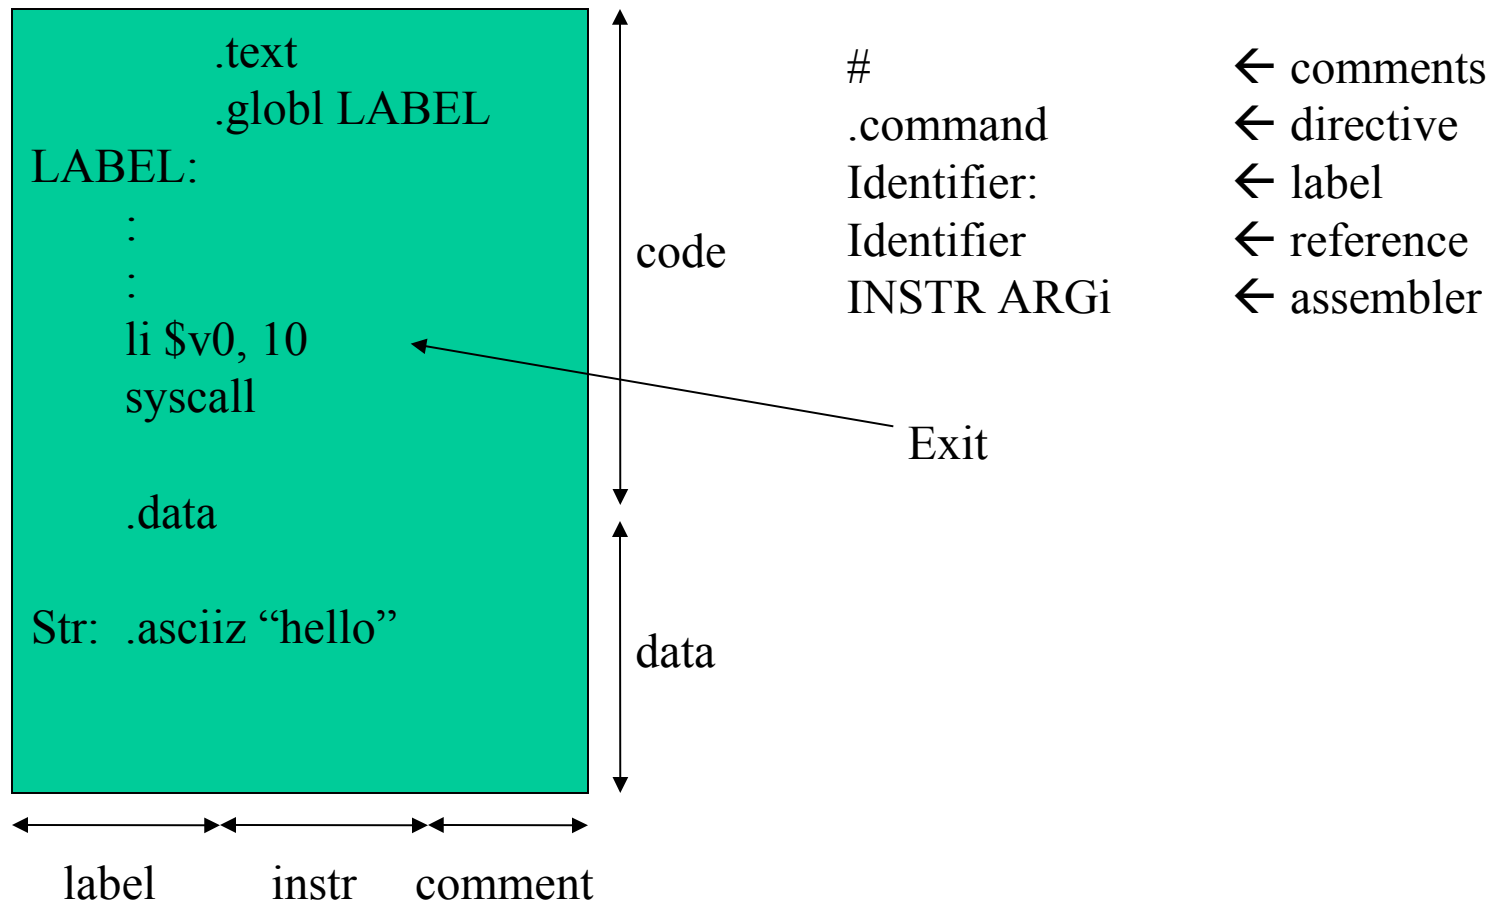 .text
.globl LABEL
LABEL:
:
:
li $v0, 10
syscall
.data
Str: .asciiz “hello”
code
data
label instr comment
# ← comments
.command ← directive
Identifier: ← label
Identifier ← reference
INSTR ARGi ← assembler
Exit